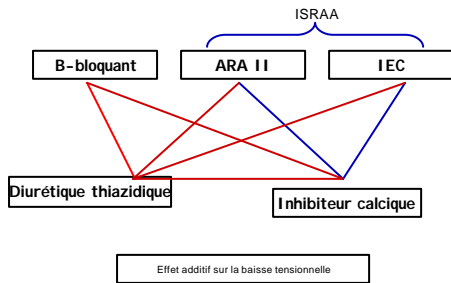 ISRAA
B-bloquant
ARA II
IEC
Diurétique thiazidique
Inhibiteur calcique
Effet additif sur la baisse tensionnelle